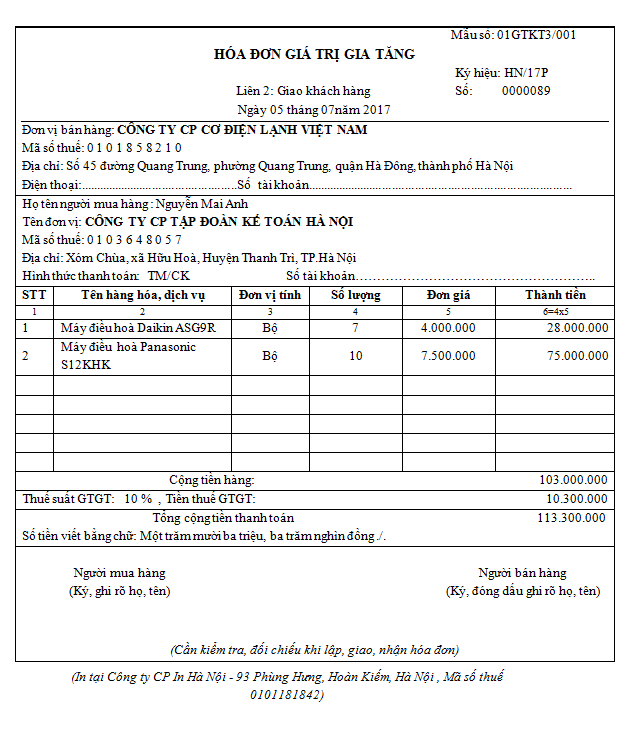 Mẫu số: 01GTKT3/001
HÓA ĐƠN GIÁ TRỊ GIA TĂNG
Ký hiệu: HN/17P
Liên 2: Giao khách hàng Số: 0000089
Ngày 05 tháng 07năm 2017
Đơn vị bán hàng: CÔNG TY CP CƠ ĐIỆN LẠNH VIỆT NAM
Mã số thuế: 0 1 0 1 8 5 8 2 1 0
Địa chỉ: Số 45 đường Quang Trung, phường Quang Trung, quận Hà Đông, thành phố Hà Nội
Điện thoại:.....................................................Số tài khoản..........................................................................................
Họ tên người mua hàng : Nguyễn Mai Anh
Tên đơn vị: CÔNG TY CP TẬP ĐOÀN KẾ TOÁN HÀ NỘI
Mã số thuế: 0 1 0 3 6 4 8 0 5 7
Địa chỉ: Xóm Chùa, xã Hữu Hoà, Huyện Thanh Trì, TP.Hà Nội
Hình thức thanh toán: TM/CK Số tài khoản…………………………………………………..
STT Tên hàng hóa, dịch vụ Đơn vị tính Số lượng Đơn giá Thành tiền
1 2 3 4 5 6=4x5
1 Máy điều hoà Daikin ASG9R Bộ 7 4.000.000 28.000.000
2 Máy điều hoà Panasonic S12KHK Bộ 10 7.500.000 75.000.000
Cộng tiền hàng: 103.000.000
Thuế suất GTGT: 10 % , Tiền thuế GTGT: 10.300.000
Tổng cộng tiền thanh toán 113.300.000
Số tiền viết bằng chữ: Một trăm mười ba triệu, ba trăm nghìn đồng./.
Người mua hàng Người bán hàng
(Ký, ghi rõ họ, tên) (Ký, đóng dấu ghi rõ họ, tên)
(Cần kiểm tra, đối chiếu khi lập, giao, nhận hóa đơn)
(In tại Công ty CP In Hà Nội - 93 Phùng Hưng, Hoàn Kiếm, Hà Nội , Mã số thuế
0101181842)